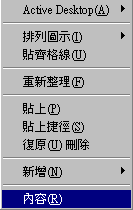 Active Desktop(A)
排列圖示(I)
貼齊格線(U)
重新整理(F)
貼上(P)
貼上捷徑(S)
復原(U) 刪除
新增(N)
內容(R)